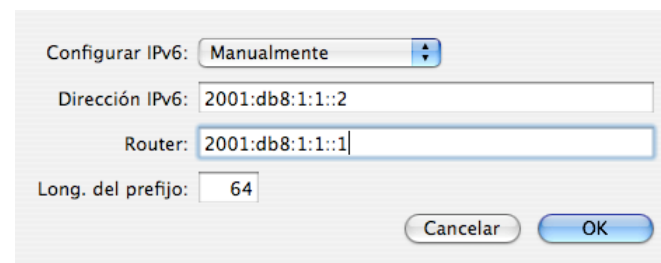 Configurar IPv6: Manualmente
Dirección IPv6: 2001:db8:1:1::2
Router: 2001:db8:1:1::1
Long. del prefijo: 64
Cancelar OK